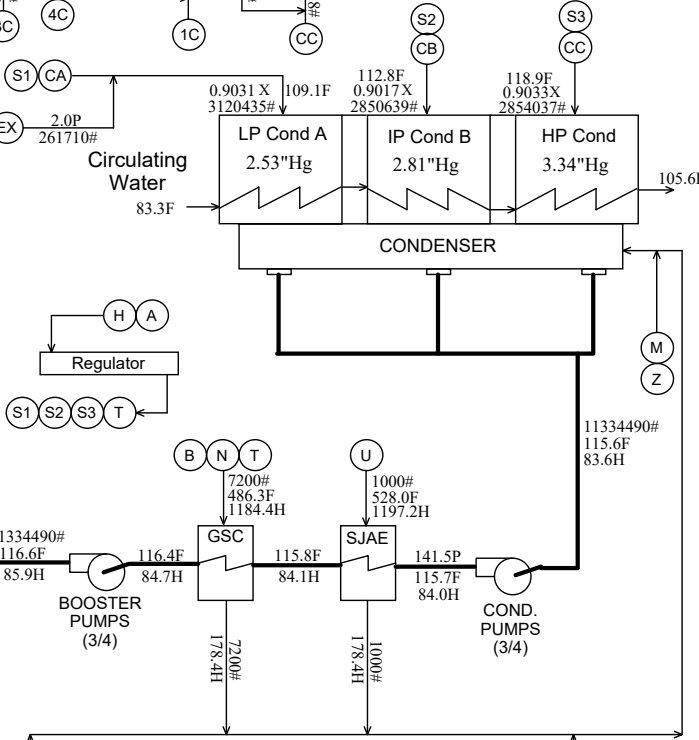 4C
1C
CC
8#
S2
CB
S3
CC
S1 CA
EX
2.0P
261710#
0.9031 X
3120435#
109.1F
112.8F
0.9017X
2850639#
118.9F
0.9033X
2854037#
LP Cond A
2.53"Hg
IP Cond B
2.81"Hg
HP Cond
3.34"Hg
Circulating
Water
83.3F
105.6F
CONDENSER
H A
Regulator
S1 S2 S3 T
M
Z
11334490#
115.6F
83.6H
B N T
7200#
486.3F
1184.4H
U
1000#
528.0F
1197.2H
GSC
SJAE
1334490#
116.6F
85.9H
116.4F
84.7H
115.8F
84.1H
141.5P
115.7F
84.0H
BOOSTER
PUMPS
(3/4)
COND.
PUMPS
(3/4)
7200#
178.4H
1000#
178.4H